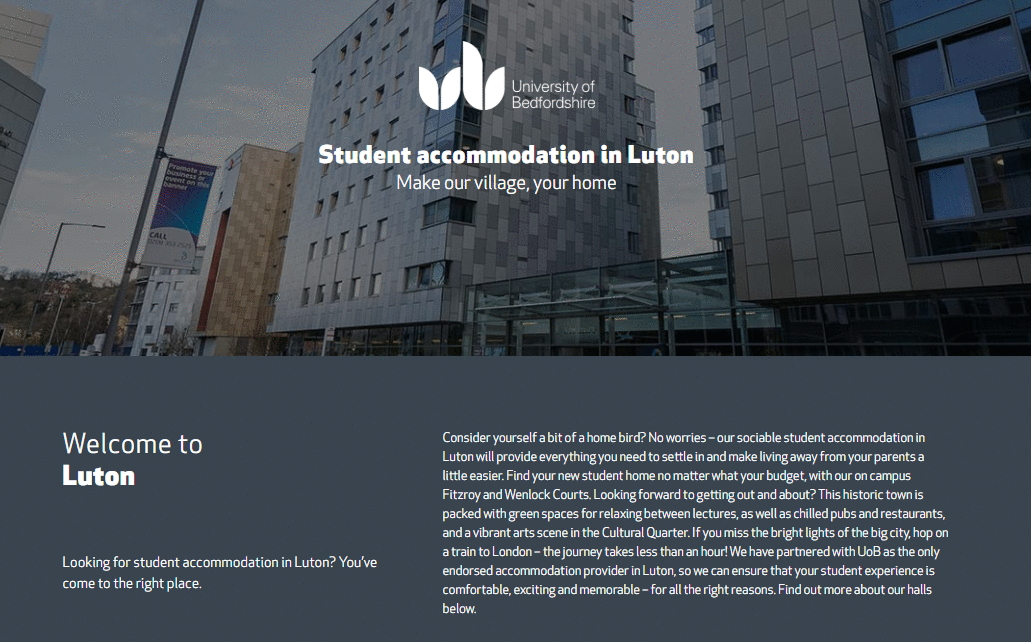 University of
Bedfordshire
Student accommodation in Luton
Make our village, your home
Promote your
business or
event on this
banner
CALL
Welcome to
Luton
Looking for student accommodation in Luton? You've
come to the right place.
Consider yourself a bit of a home bird? No worries – our sociable student accommodation in
Luton will provide everything you need to settle in and make living away from your parents a
little easier. Find your new student home no matter what your budget, with our on campus
Fitzroy and Wenlock Courts. Looking forward to getting out and about? This historic town is
packed with green spaces for relaxing between lectures, as well as chilled pubs and restaurants,
and a vibrant arts scene in the Cultural Quarter. If you miss the bright lights of the big city, hop on
a train to London – the journey takes less than an hour! We have partnered with UoB as the only
endorsed accommodation provider in Luton, so we can ensure that your student experience is
comfortable, exciting and memorable – for all the right reasons. Find out more about our halls
below.